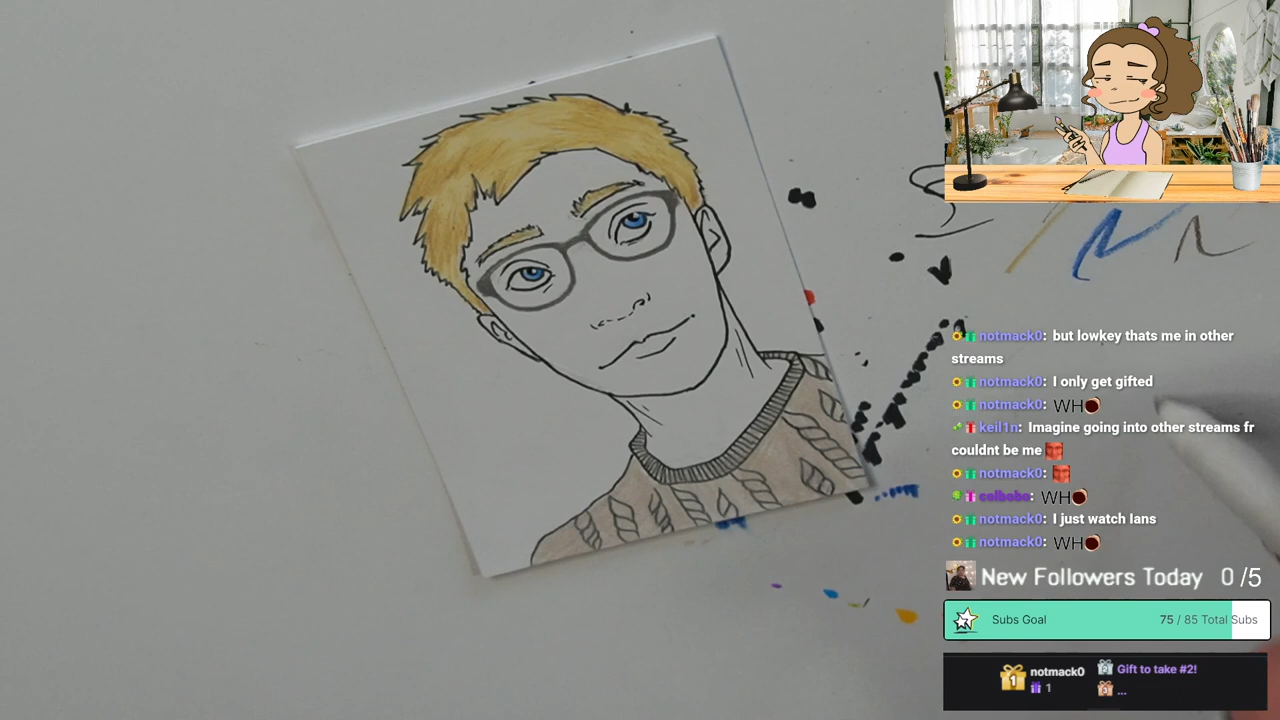 notmack0: but lowkey thats me in other
streams
notmack0: I only get gifted
notmack0: WH
keil1n: Imagine going into other streams fr
couldnt be me
notmack0:
colbobo: WH
notmack0: I just watch Ians
notmack0: WH
New Followers Today 0 /5
Subs Goal 75 / 85 Total Subs
1 notmack0 Gift to take #2!
1 ...